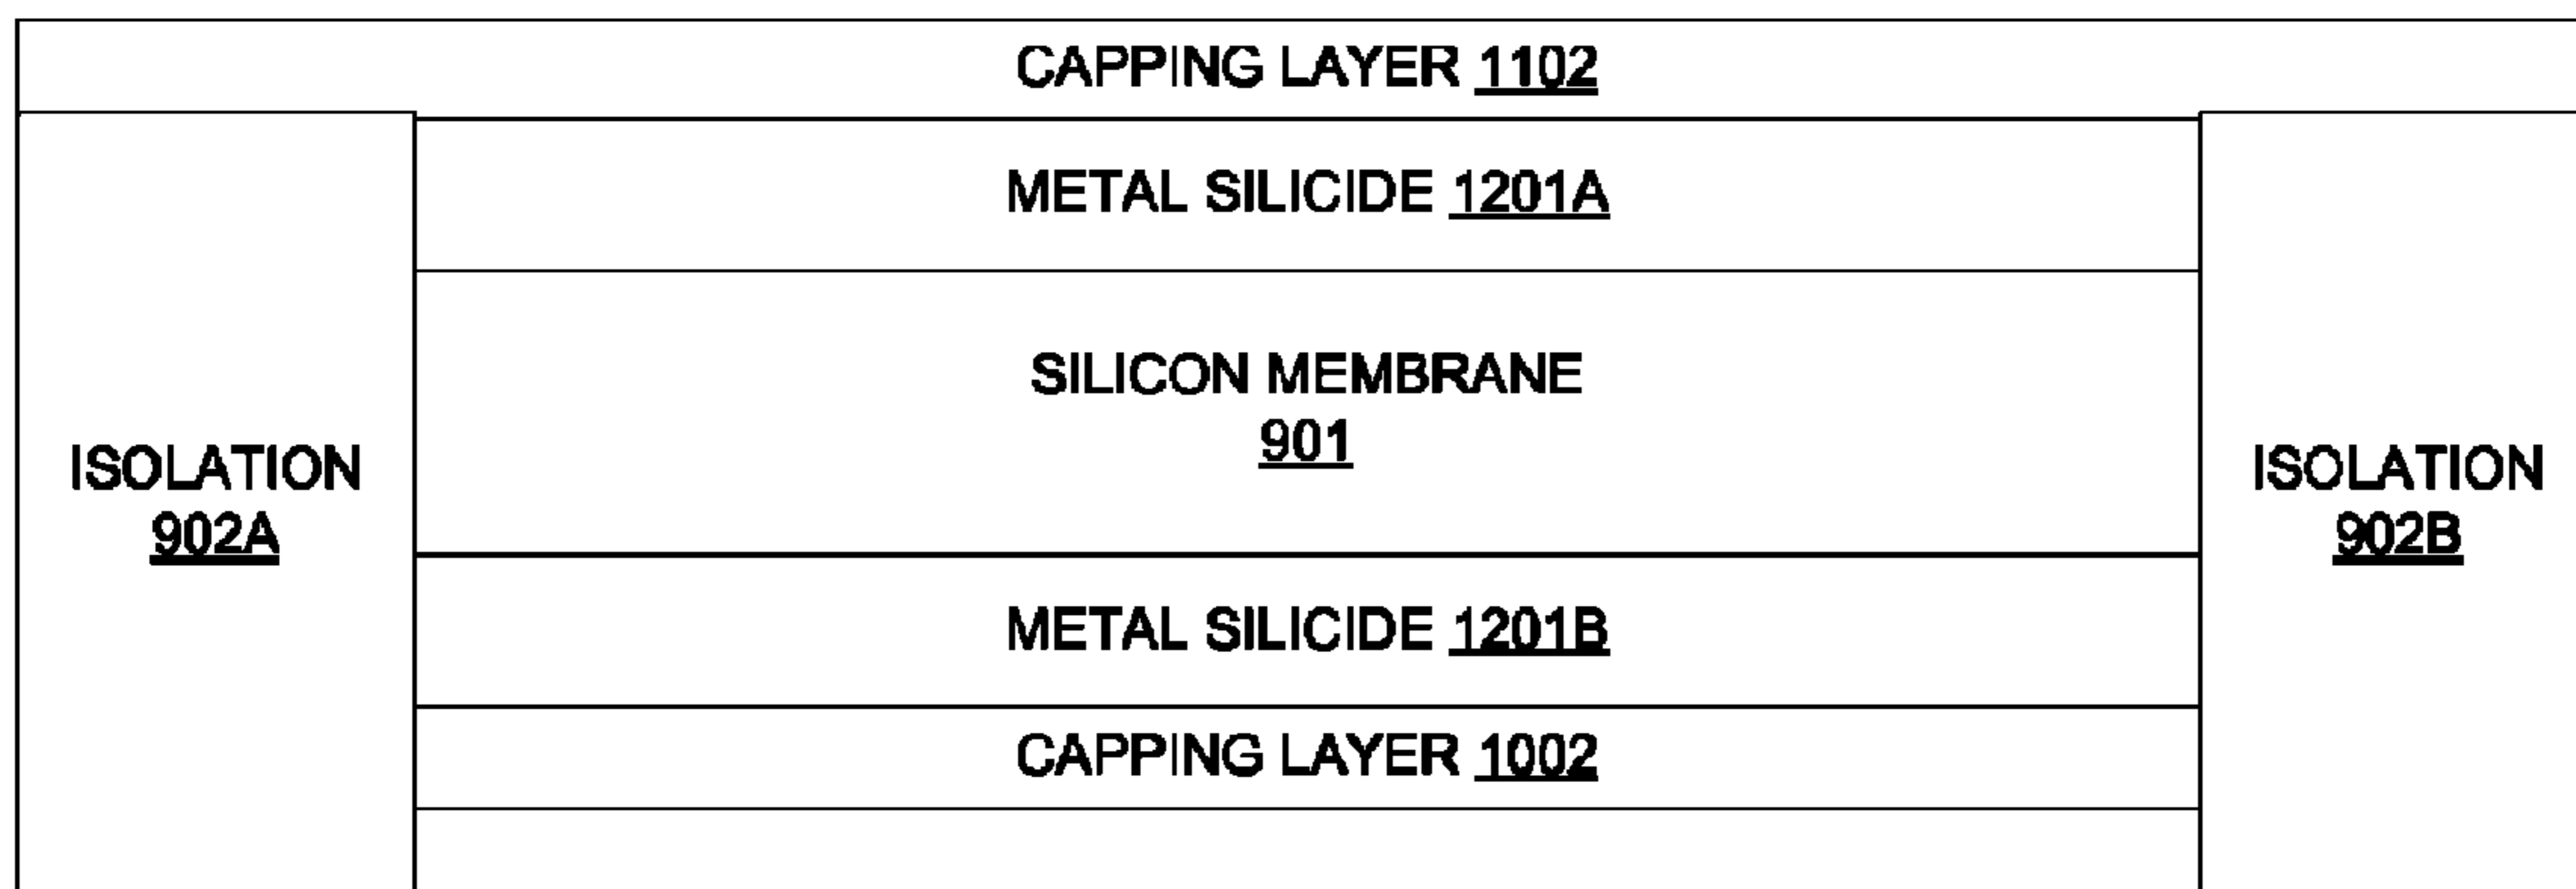 CAPPING LAYER 1102
METAL SILICIDE 1201A
SILICON MEMBRANE
901
ISOLATION
902A
ISOLATION
902B
METAL SILICIDE 1201B
CAPPING LAYER 1002